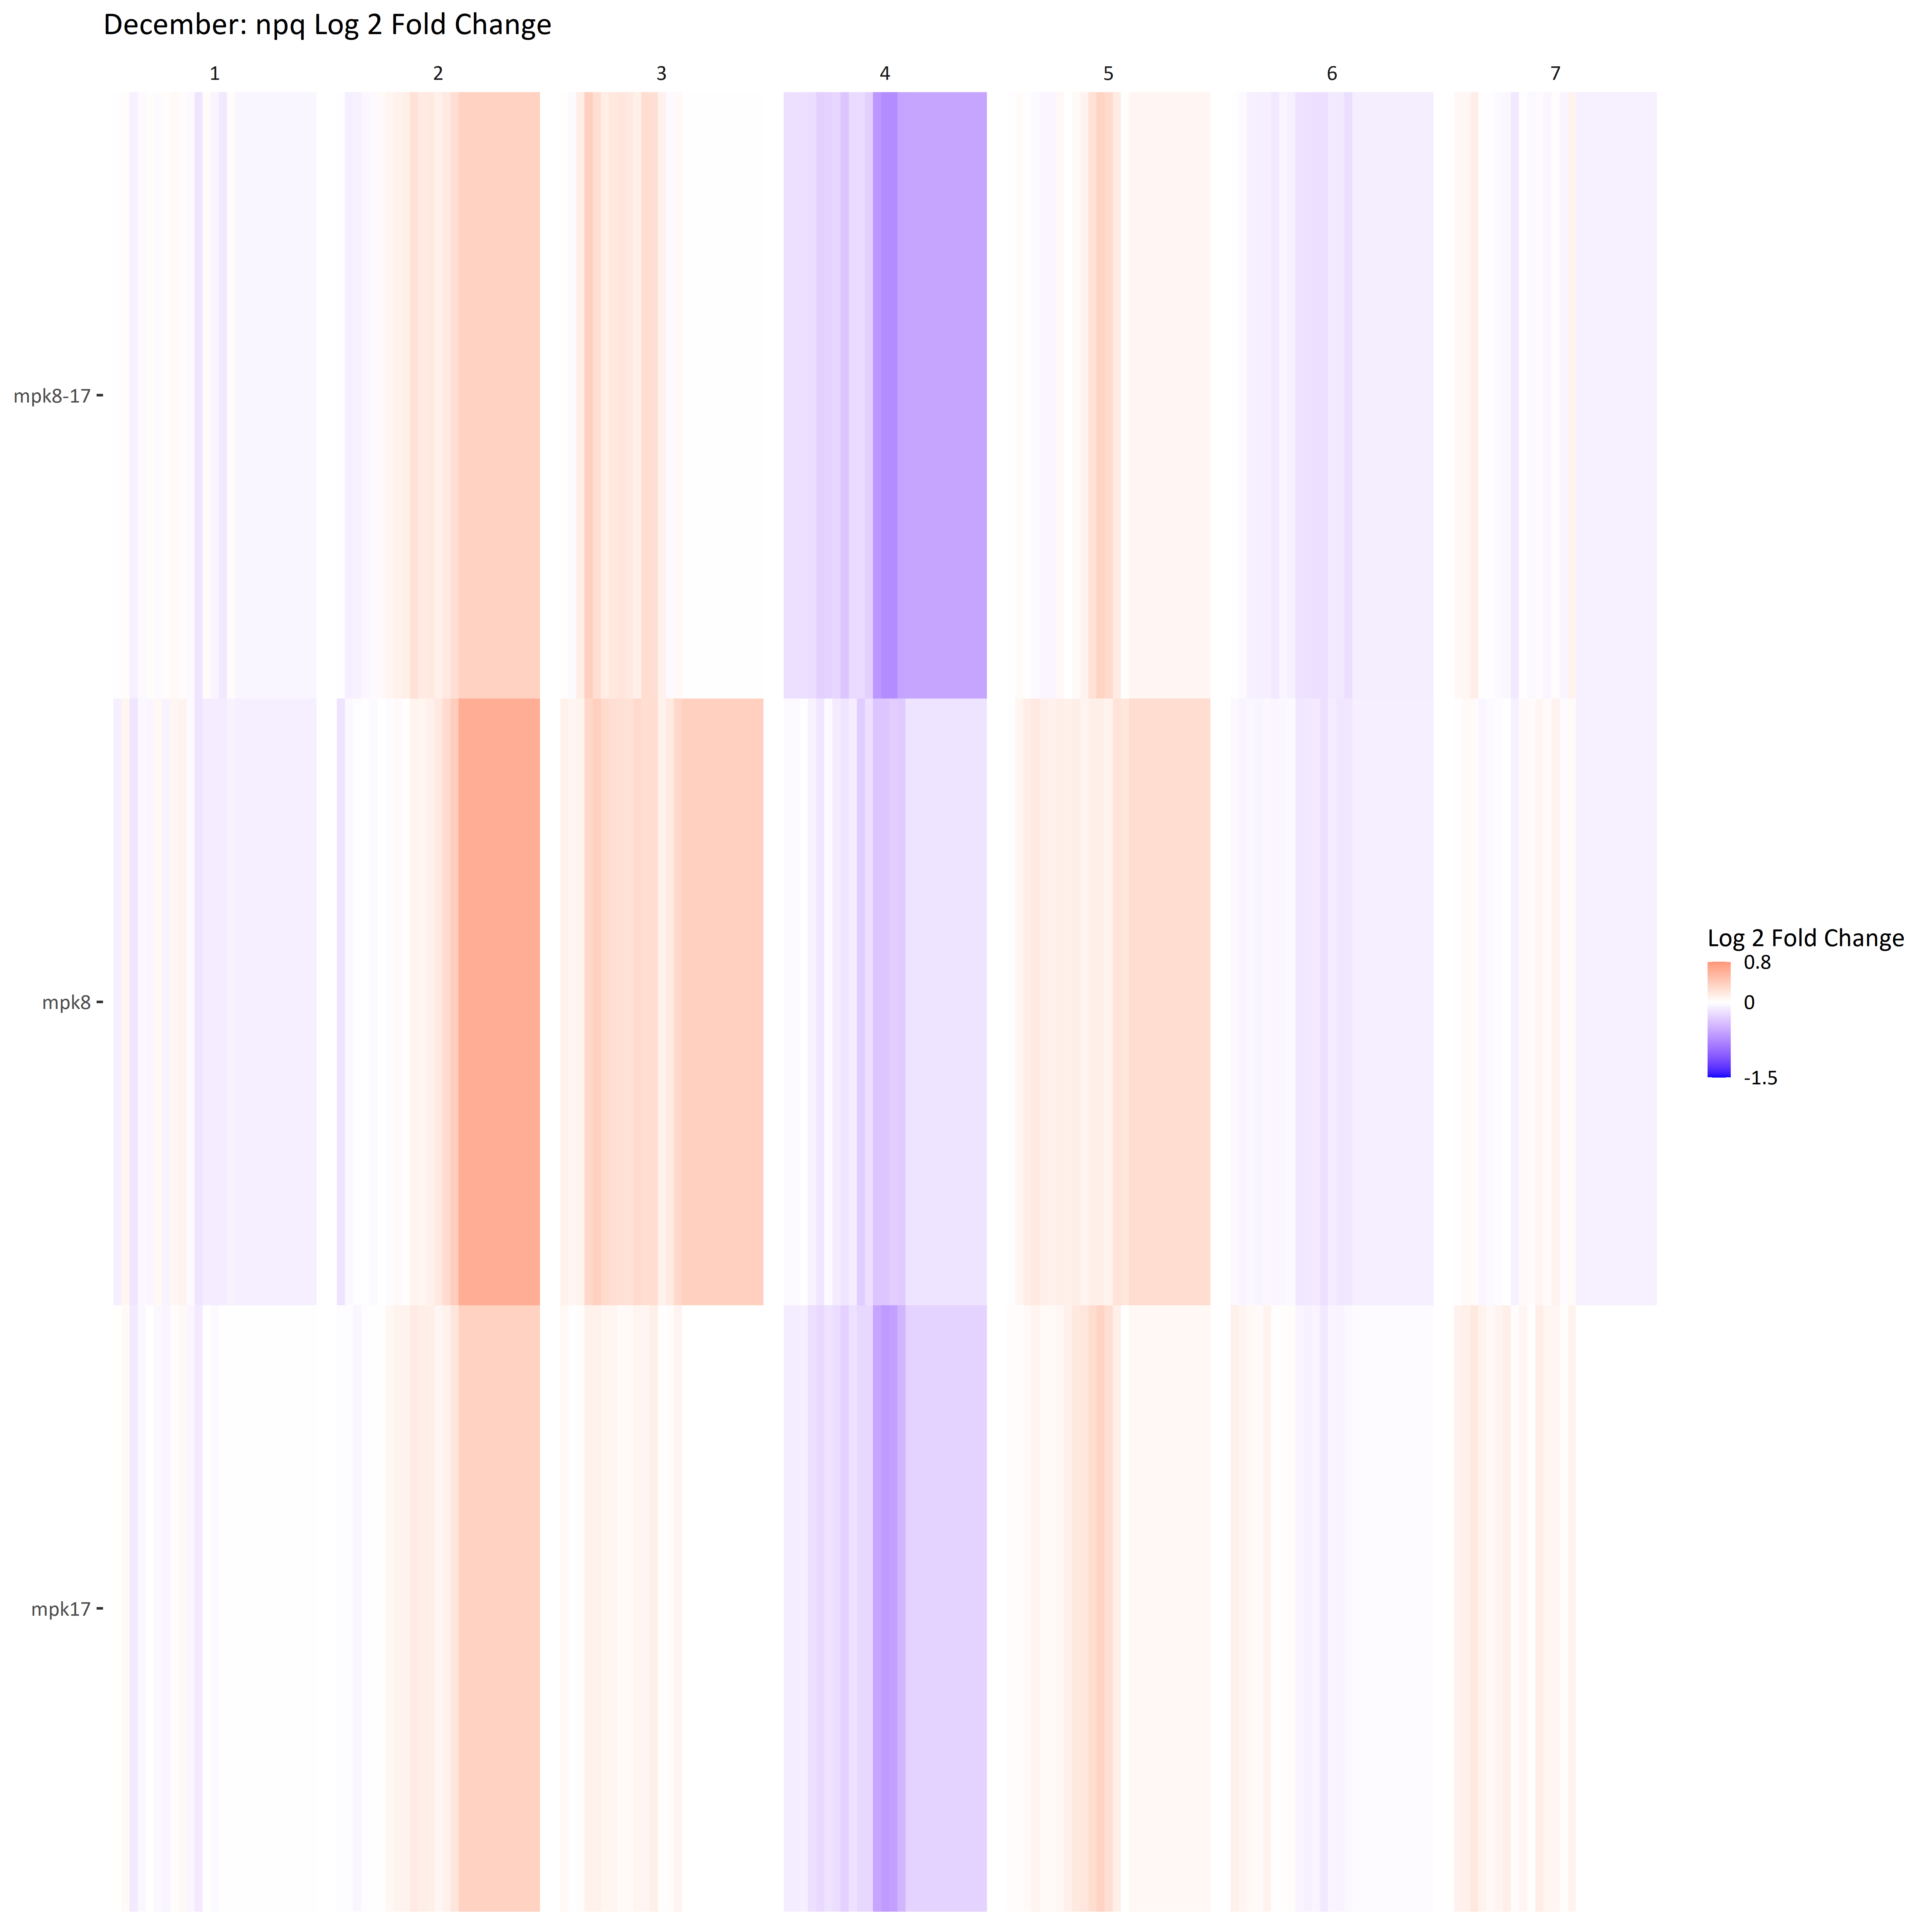 December: npq Log 2 Fold Change
1 2 3 4 5 6 7
mpk8-17
mpk8
mpk17
Log 2 Fold Change
0.8
0
-1.5